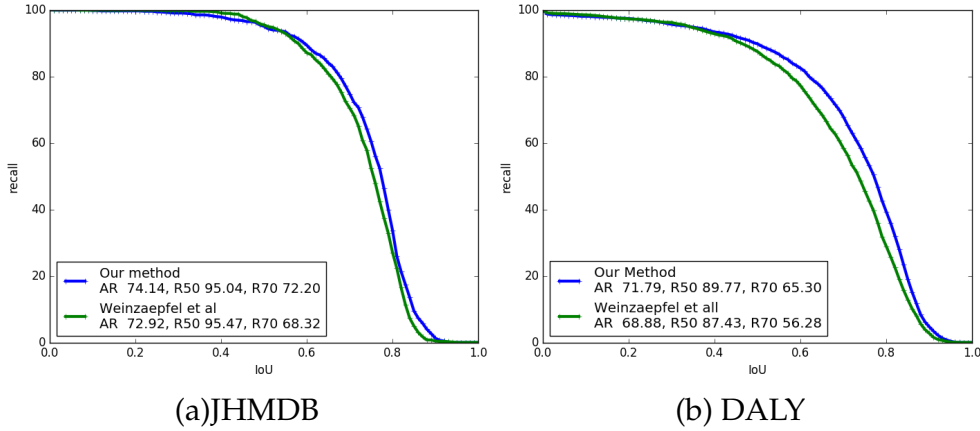 100
80
60
40
20
0
recall
0.0 0.2 0.4 0.6 0.8 1.0
IoU
Our method
AR 74.14, R50 95.04, R70 72.20
Weinzaepfel et al
AR 72.92, R50 95.47, R70 68.32
(a)JHMDB
100
80
60
40
20
0
recall
0.0 0.2 0.4 0.6 0.8 1.0
IoU
Our Method
AR 71.79, R50 89.77, R70 65.30
Weinzaepfel et all
AR 68.88, R50 87.43, R70 56.28
(b) DALY